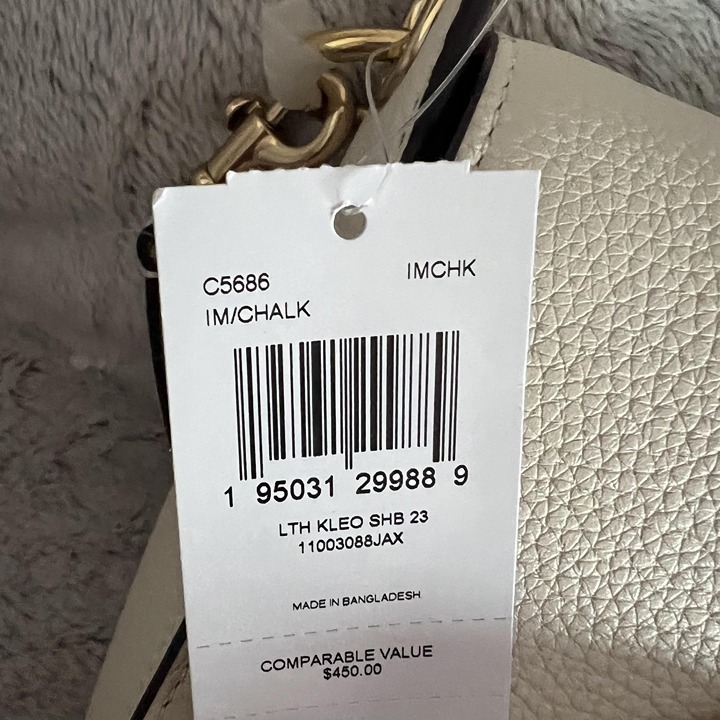 C5686 IMCHK
IM/CHALK
1 95031 29988 9
LTH KLEO SHB 23
11003088JAX
MADE IN BANGLADESH
COMPARABLE VALUE
$450.00